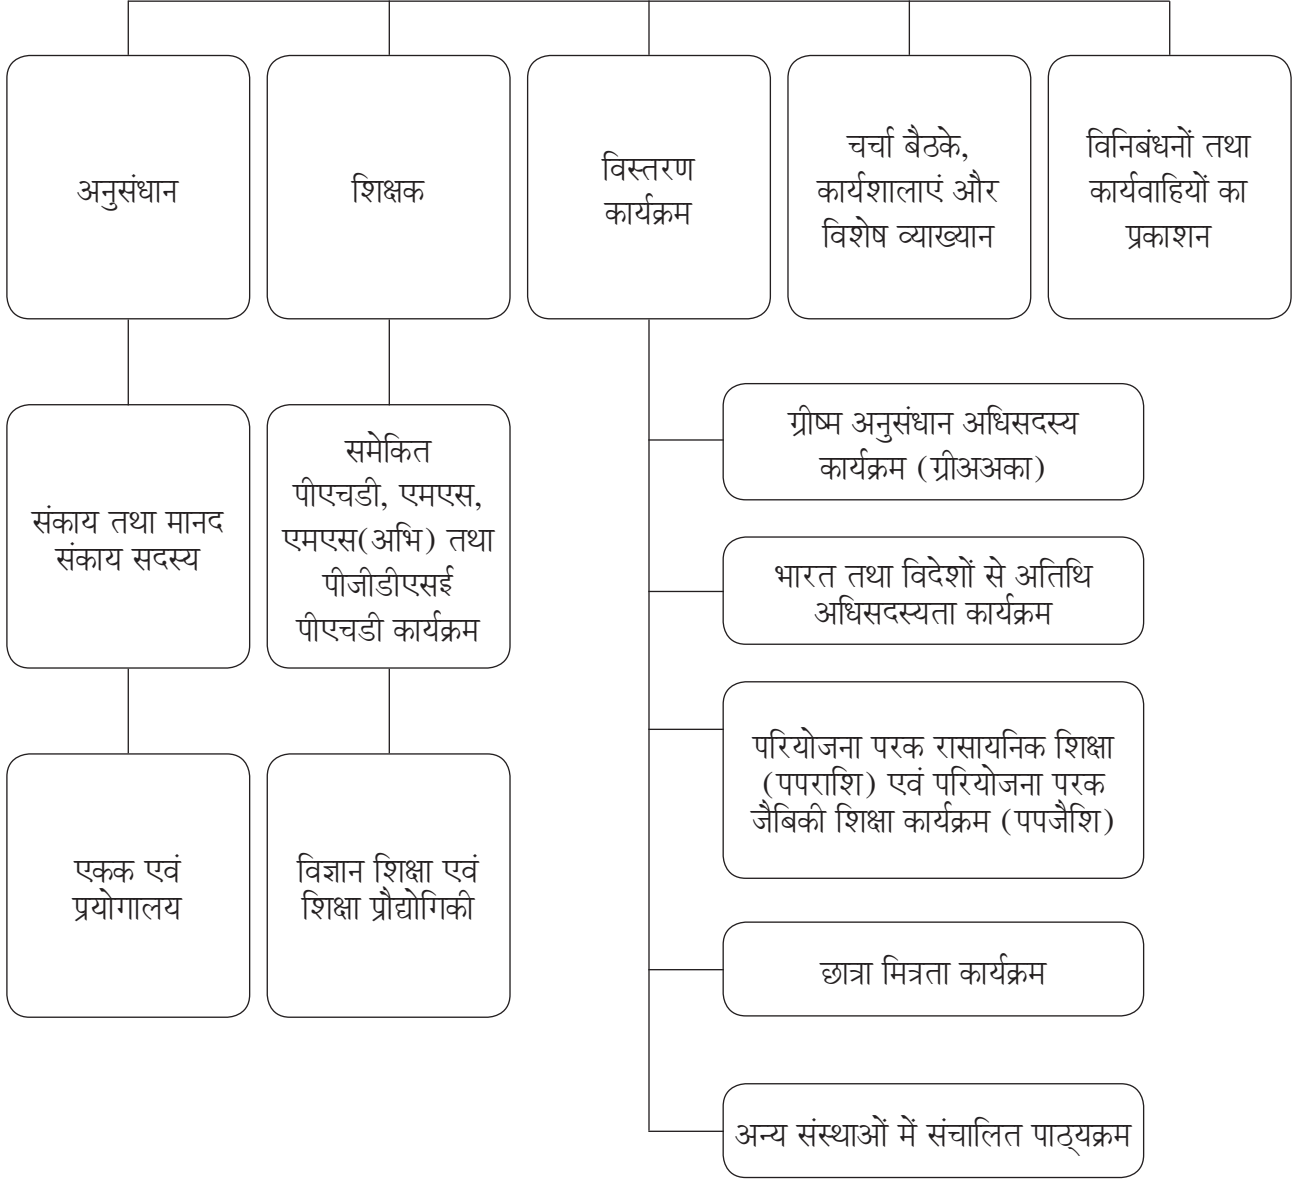 अनुसंधान
शिक्षक
विस्तरण
कार्यक्रम
चर्चा बैठके,
कार्यशालाएं और
विशेष व्याख्यान
विनिबंधनों तथा
कार्यवाहियों का
प्रकाशन
संकाय तथा मानद
संकाय सदस्य
समेकित
पीएचडी, एमएस,
एमएस(अभि) तथा
पीजीडीएसई
पीएचडी कार्यक्रम
एकक एवं
प्रयोगालय
विज्ञान शिक्षा एवं
शिक्षा प्रौद्योगिकी
ग्रीष्म अनुसंधान अधिसदस्य
कार्यक्रम (ग्रीअअका)
भारत तथा विदेशों से अतिथि
अधिसदस्यता कार्यक्रम
परियोजना परक रासायनिक शिक्षा
(पपराशि) एवं परियोजना परक
जैबिकी शिक्षा कार्यक्रम (पपजैशि)
छात्रा मित्रता कार्यक्रम
अन्य संस्थाओं में संचालित पाठ्यक्रम